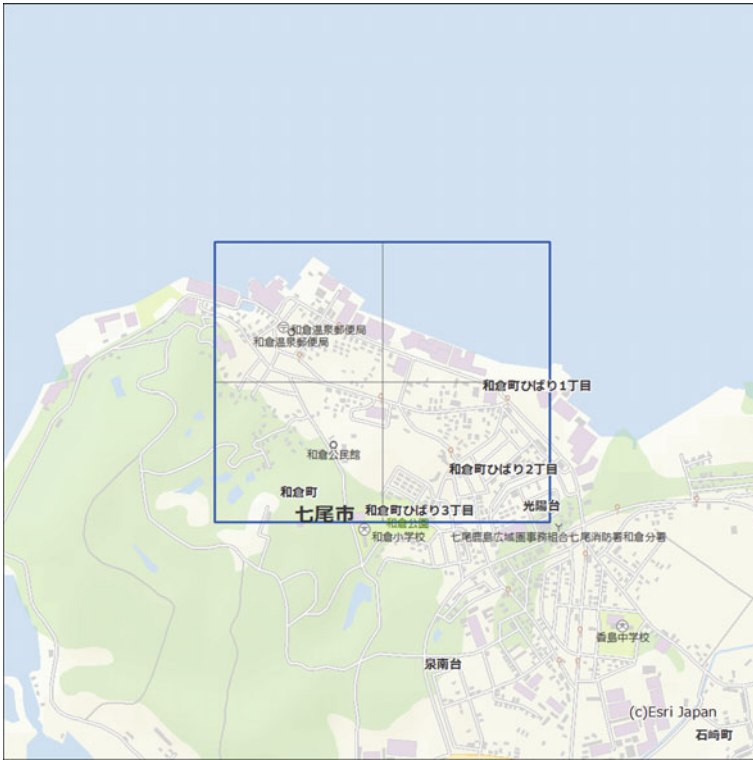 和倉温泉郵便局
和倉温泉郵便局
和倉町ひばり1丁目
和倉公民館
和倉町ひばり2丁目
和倉町
七尾市
和倉町ひばり3丁目
光陽台
和倉公園
和倉小学校
七尾鹿島広域圏事務組合七尾消防署和倉分署
香島中学校
泉南台
(c)Esri Japan
石崎町